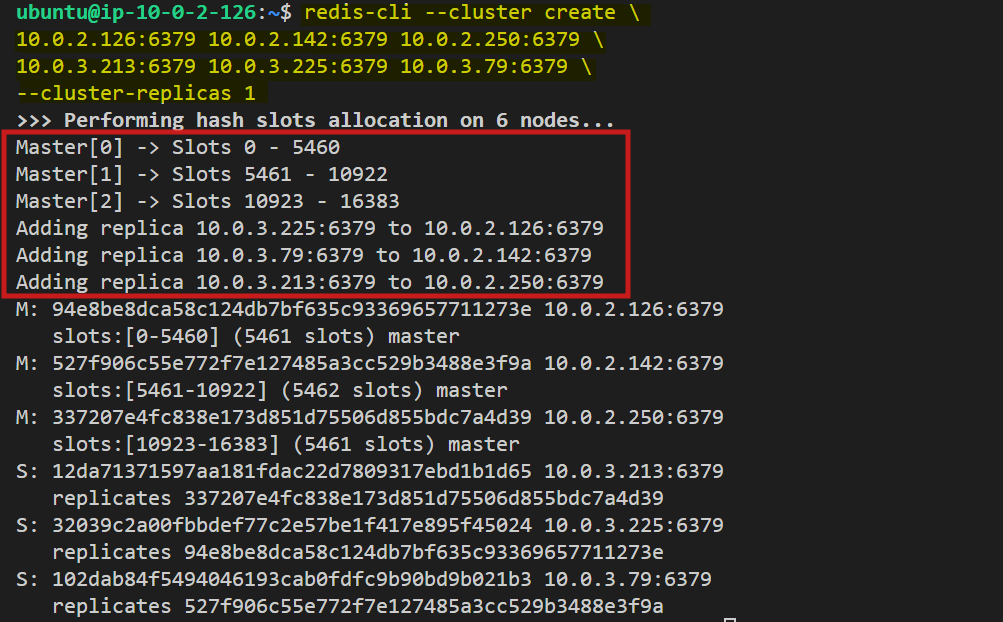 ubuntu@ip-10-0-2-126:~$ redis-cli --cluster create \
10.0.2.126:6379 10.0.2.142:6379 10.0.2.250:6379 \
10.0.3.213:6379 10.0.3.225:6379 10.0.3.79:6379 \
--cluster-replicas 1
>>> Performing hash slots allocation on 6 nodes...
Master[0] -> Slots 0 - 5460
Master[1] -> Slots 5461 - 10922
Master[2] -> Slots 10923 - 16383
Adding replica 10.0.3.225:6379 to 10.0.2.126:6379
Adding replica 10.0.3.79:6379 to 10.0.2.142:6379
Adding replica 10.0.3.213:6379 to 10.0.2.250:6379
M: 94e8be8dca58c124db7bf635c93369657711273e 10.0.2.126:6379
   slots:[0-5460] (5461 slots) master
M: 527f906c55e772f7e127485a3cc529b3488e3f9a 10.0.2.142:6379
   slots:[5461-10922] (5462 slots) master
M: 337207e4fc838e173d851d75506d855bdc7a4d39 10.0.2.250:6379
   slots:[10923-16383] (5461 slots) master
S: 12da71371597aa181fdac22d7809317ebd1b1d65 10.0.3.213:6379
   replicates 337207e4fc838e173d851d75506d855bdc7a4d39
S: 32039c2a00fbbdef77c2e57be1f417e895f45024 10.0.3.225:6379
   replicates 94e8be8dca58c124db7bf635c93369657711273e
S: 102dab84f5494046193cab0fdfc9b90bd9b021b3 10.0.3.79:6379
   replicates 527f906c55e772f7e127485a3cc529b3488e3f9a